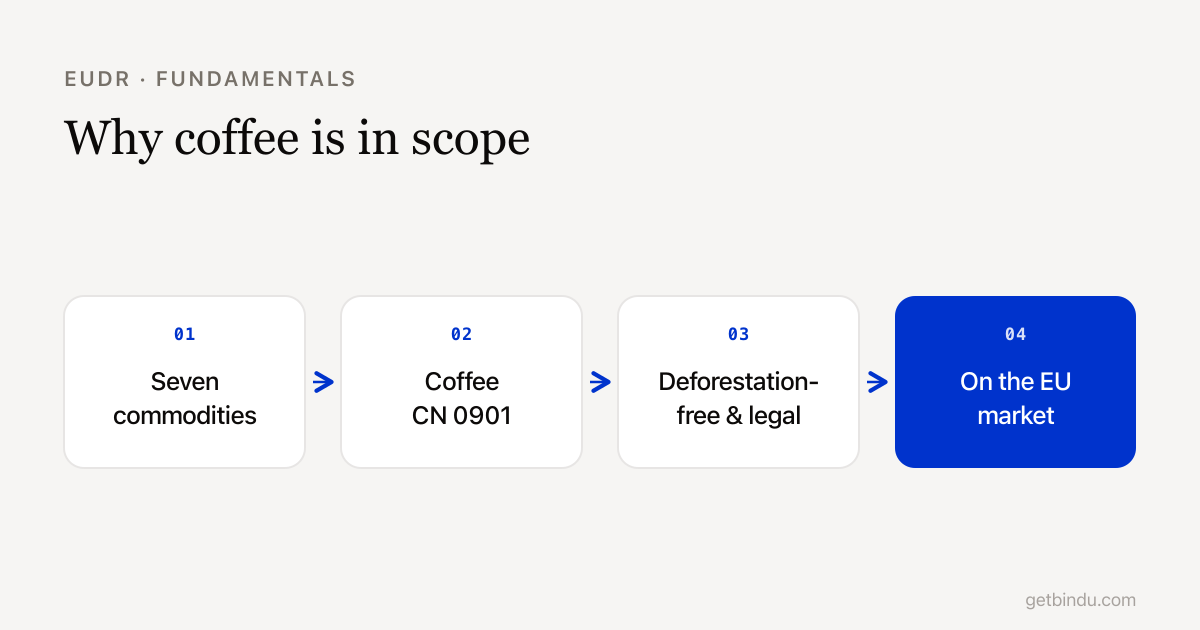 EUDR · FUNDAMENTALS
Why coffee is in scope
01
Seven
commodities
02
Coffee
CN 0901
03
Deforestation-
free & legal
04
On the EU
market
getbindu.com